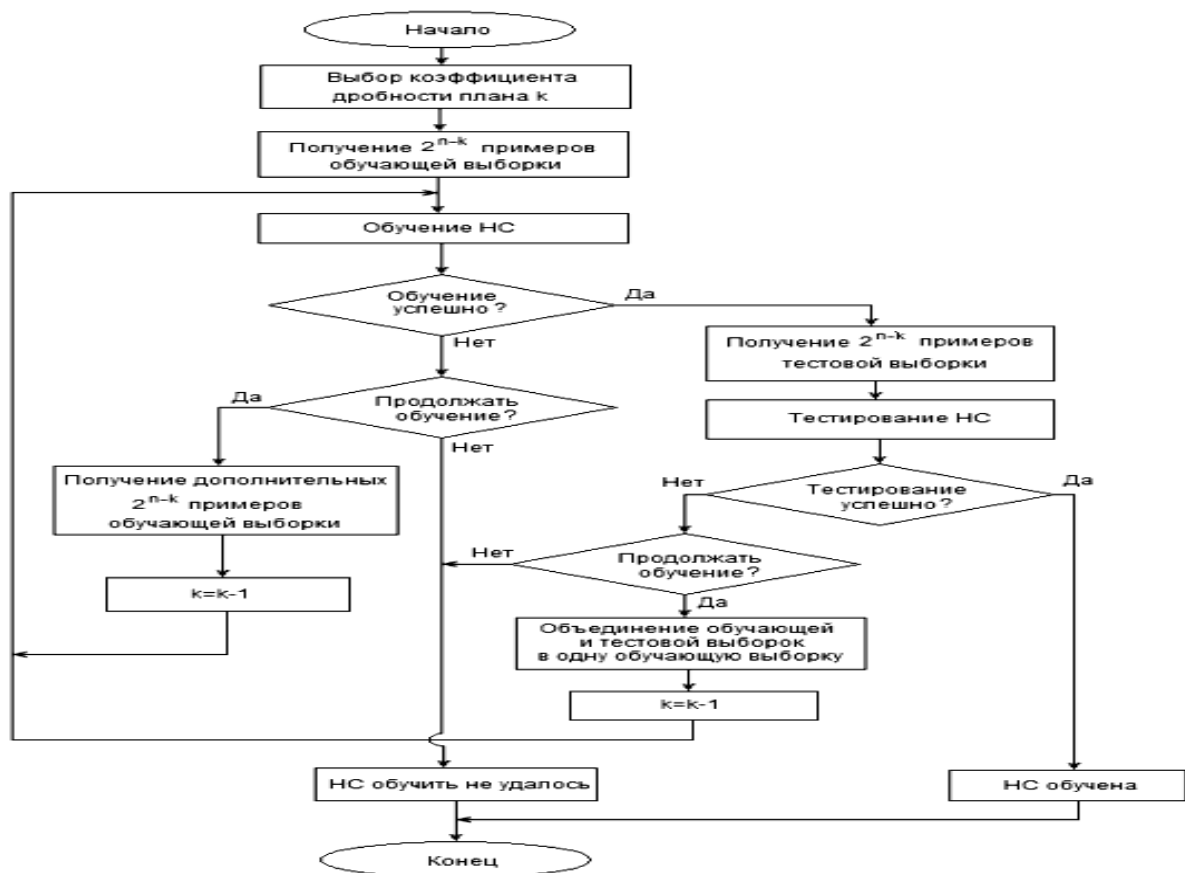 Начало
Выбор коэффициента
дробности плана k
Получение 2^n-k примеров
обучающей выборки
Обучение НС
Обучение
успешно?
Да
Нет
Получение 2^n-k примеров
тестовой выборки
Продолжать
обучение?
Да
Нет
Тестирование НС
Получение дополнительных
2^n-k примеров
обучающей выборки
Тестирование
успешно?
Нет
Да
k=k-1
Продолжать
обучение?
Нет
Да
Объединение обучающей
и тестовой выборок
в одну обучающую выборку
k=k-1
НС обучить не удалось
НС обучена
Конец